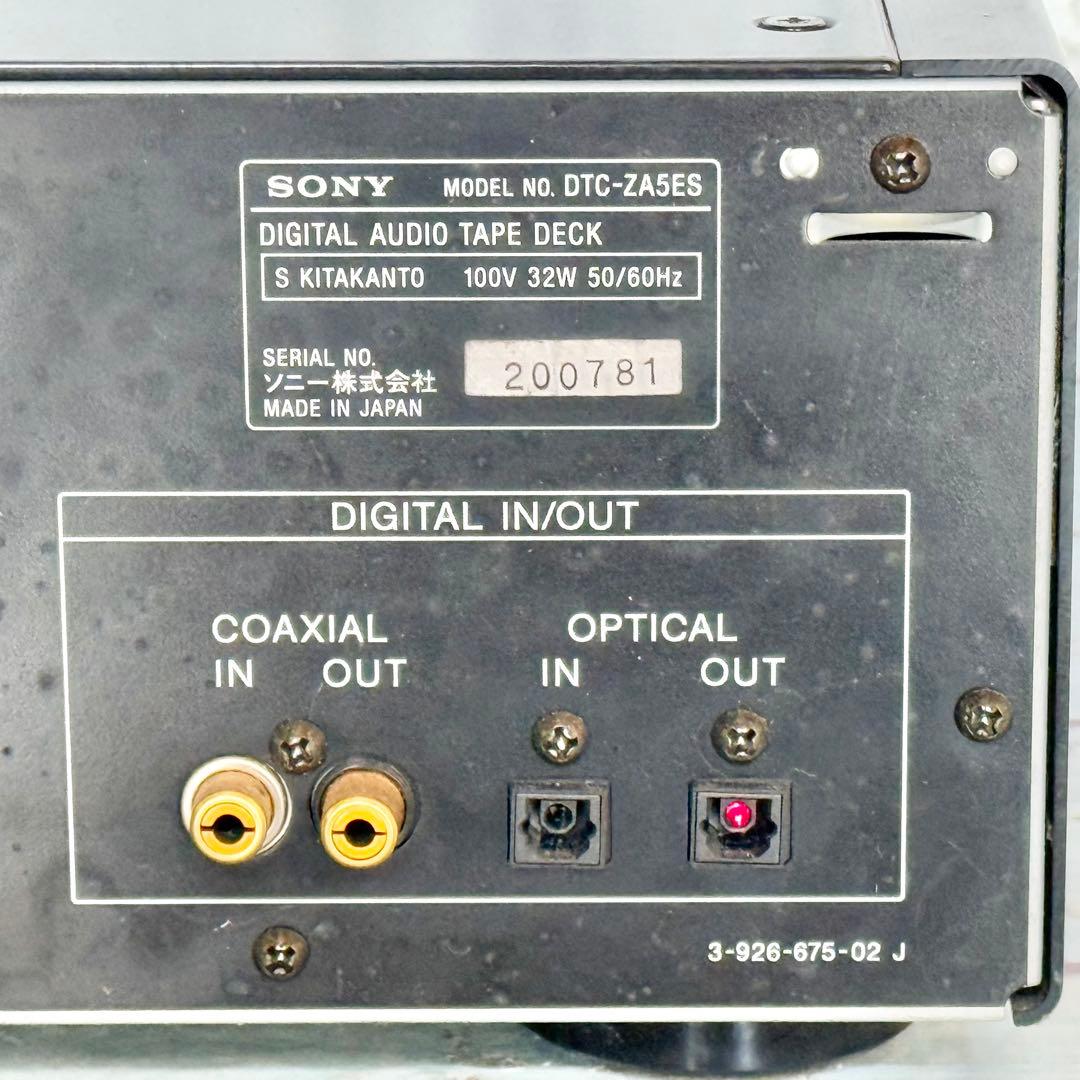 SONY MODEL NO. DTC-ZA5ES
DIGITAL AUDIO TAPE DECK
S KITAKANTO 100V 32W 50/60Hz
SERIAL NO. 200781
ソニー株式会社
MADE IN JAPAN
DIGITAL IN/OUT
COAXIAL OPTICAL
IN OUT IN OUT
3-926-675-02 J